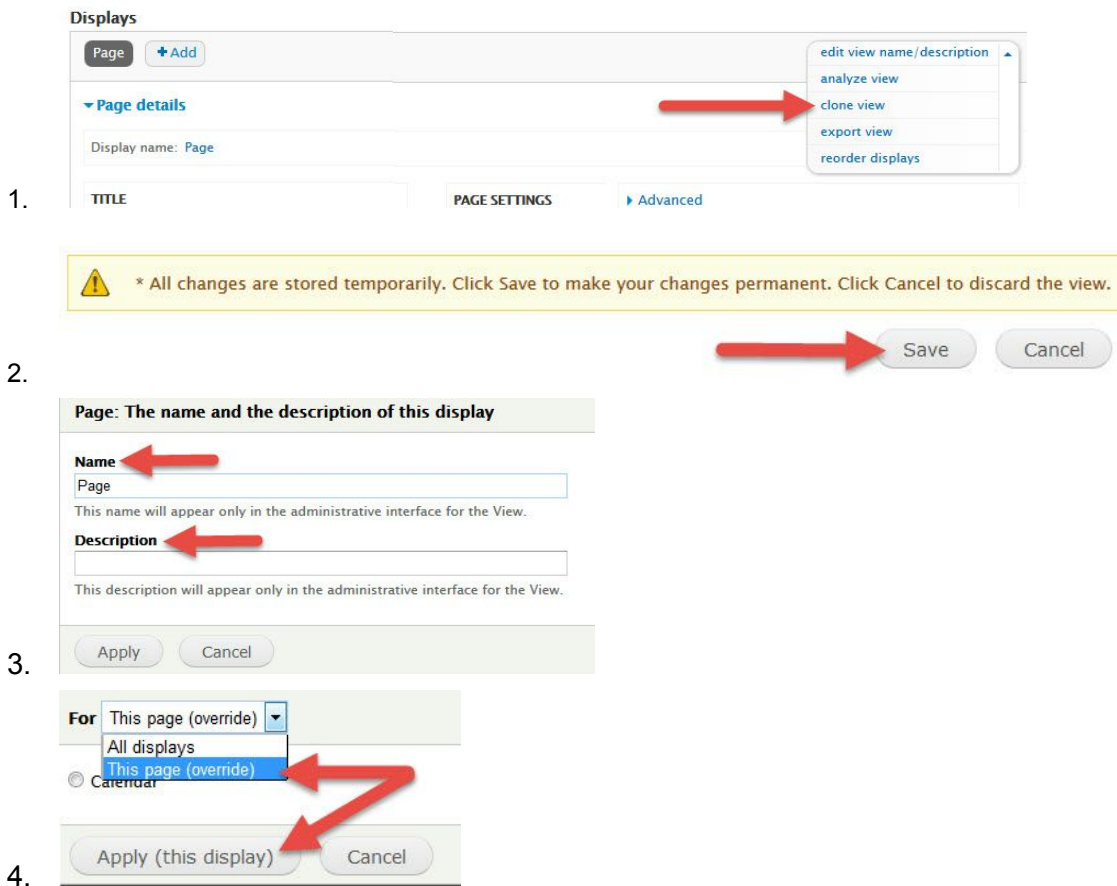 Displays
Page +Add
edit view name/description
analyze view
Page details
clone view
export view
Display name: Page
reorder displays
1. TITLE PAGE SETTINGS Advanced
* All changes are stored temporarily. Click Save to make your changes permanent. Click Cancel to discard the view.
Save Cancel
2.
Page: The name and the description of this display
Name
Page
This name will appear only in the administrative interface for the View.
Description
This description will appear only in the administrative interface for the View.
Apply Cancel
3.
For This page (override)
All displays
This page (override)
Calendar
Apply (this display) Cancel
4.